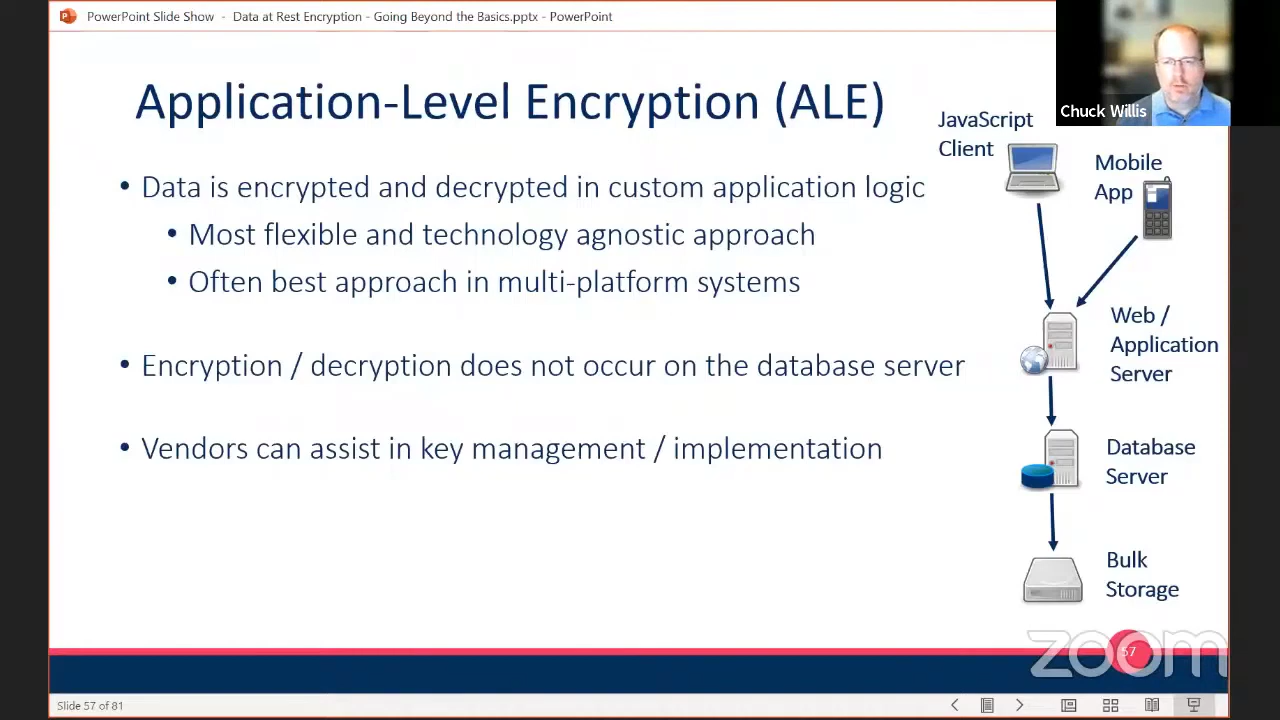 PowerPoint Slide Show - Data at Rest Encryption - Going Beyond the Basics.pptx - PowerPoint
Chuck Willis
Application-Level Encryption (ALE)
• Data is encrypted and decrypted in custom application logic
• Most flexible and technology agnostic approach
• Often best approach in multi-platform systems
• Encryption / decryption does not occur on the database server
• Vendors can assist in key management / implementation
JavaScript
Client
Mobile
App
Web /
Application
Server
Database
Server
Bulk
Storage
zoom
57
Slide 57 of 81